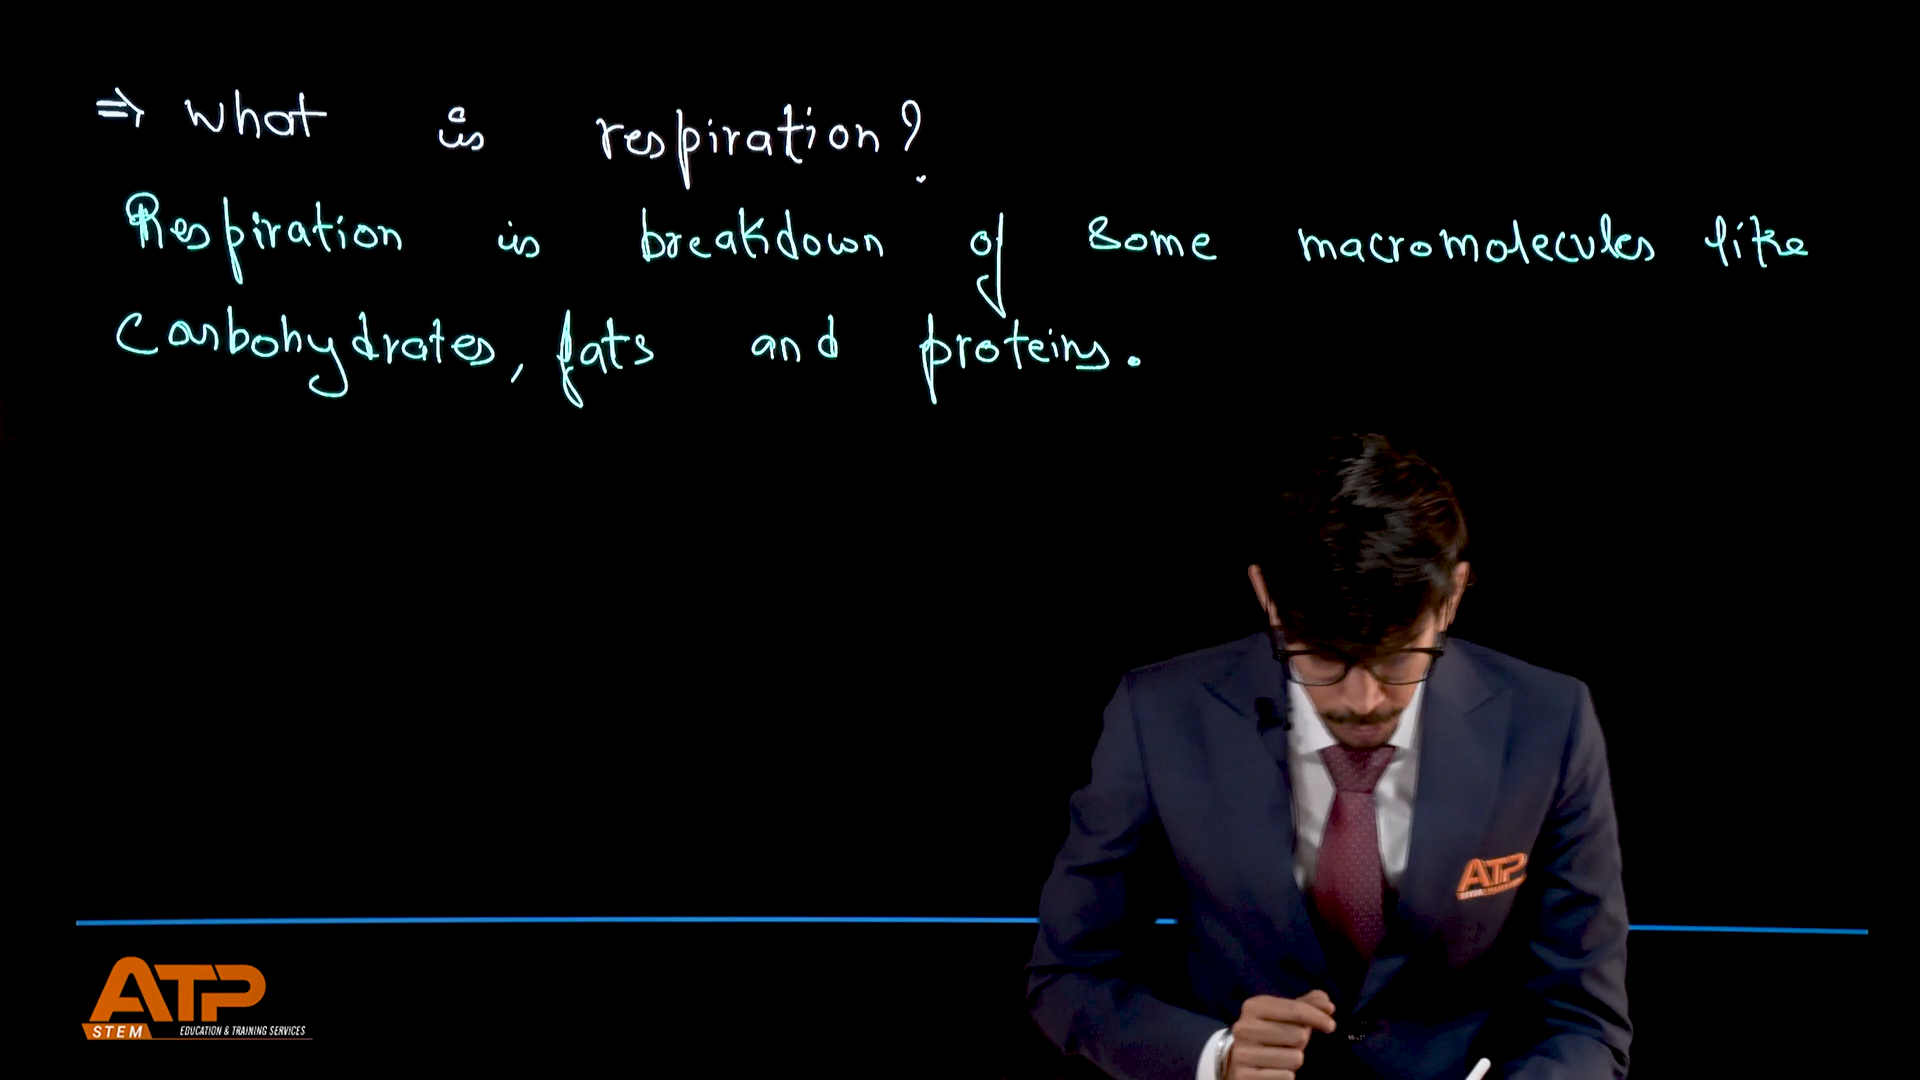 ⇒ What is respiration?
Respiration is breakdown of some macromolecules like
Carbohydrates, fats and proteins.
ATP
ATP
STEM EDUCATION & TRAINING SERVICES